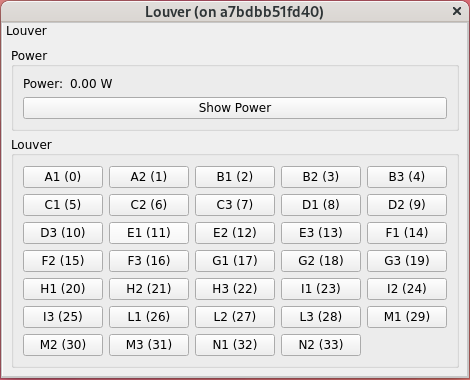 Louver (on a7bdbb51fd40)
Louver
Power
Power: 0.00 W
Show Power
Louver
A1 (0) A2 (1) B1 (2) B2 (3) B3 (4)
C1 (5) C2 (6) C3 (7) D1 (8) D2 (9)
D3 (10) E1 (11) E2 (12) E3 (13) F1 (14)
F2 (15) F3 (16) G1 (17) G2 (18) G3 (19)
H1 (20) H2 (21) H3 (22) I1 (23) I2 (24)
I3 (25) L1 (26) L2 (27) L3 (28) M1 (29)
M2 (30) M3 (31) N1 (32) N2 (33)